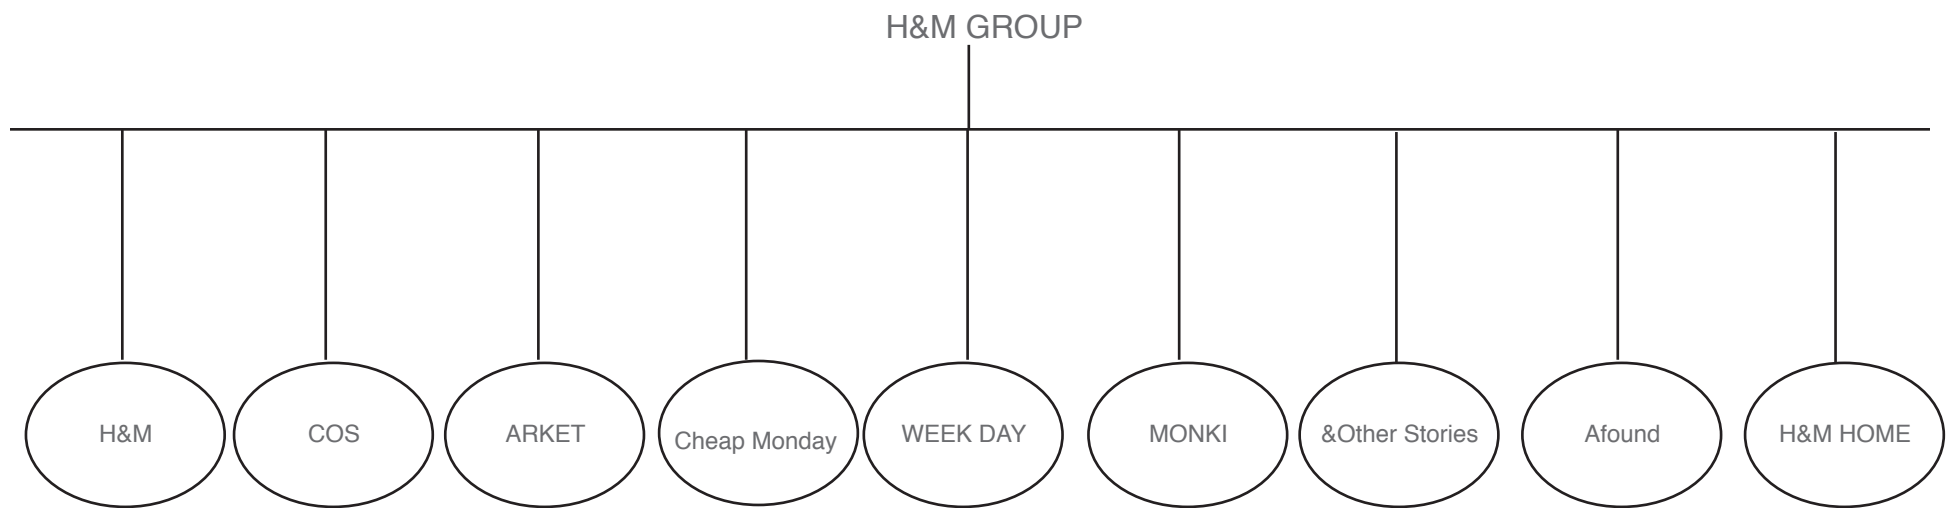 H&M GROUP
H&M
COS
ARKET
Cheap Monday
WEEK DAY
MONKI
&Other Stories
Afound
H&M HOME